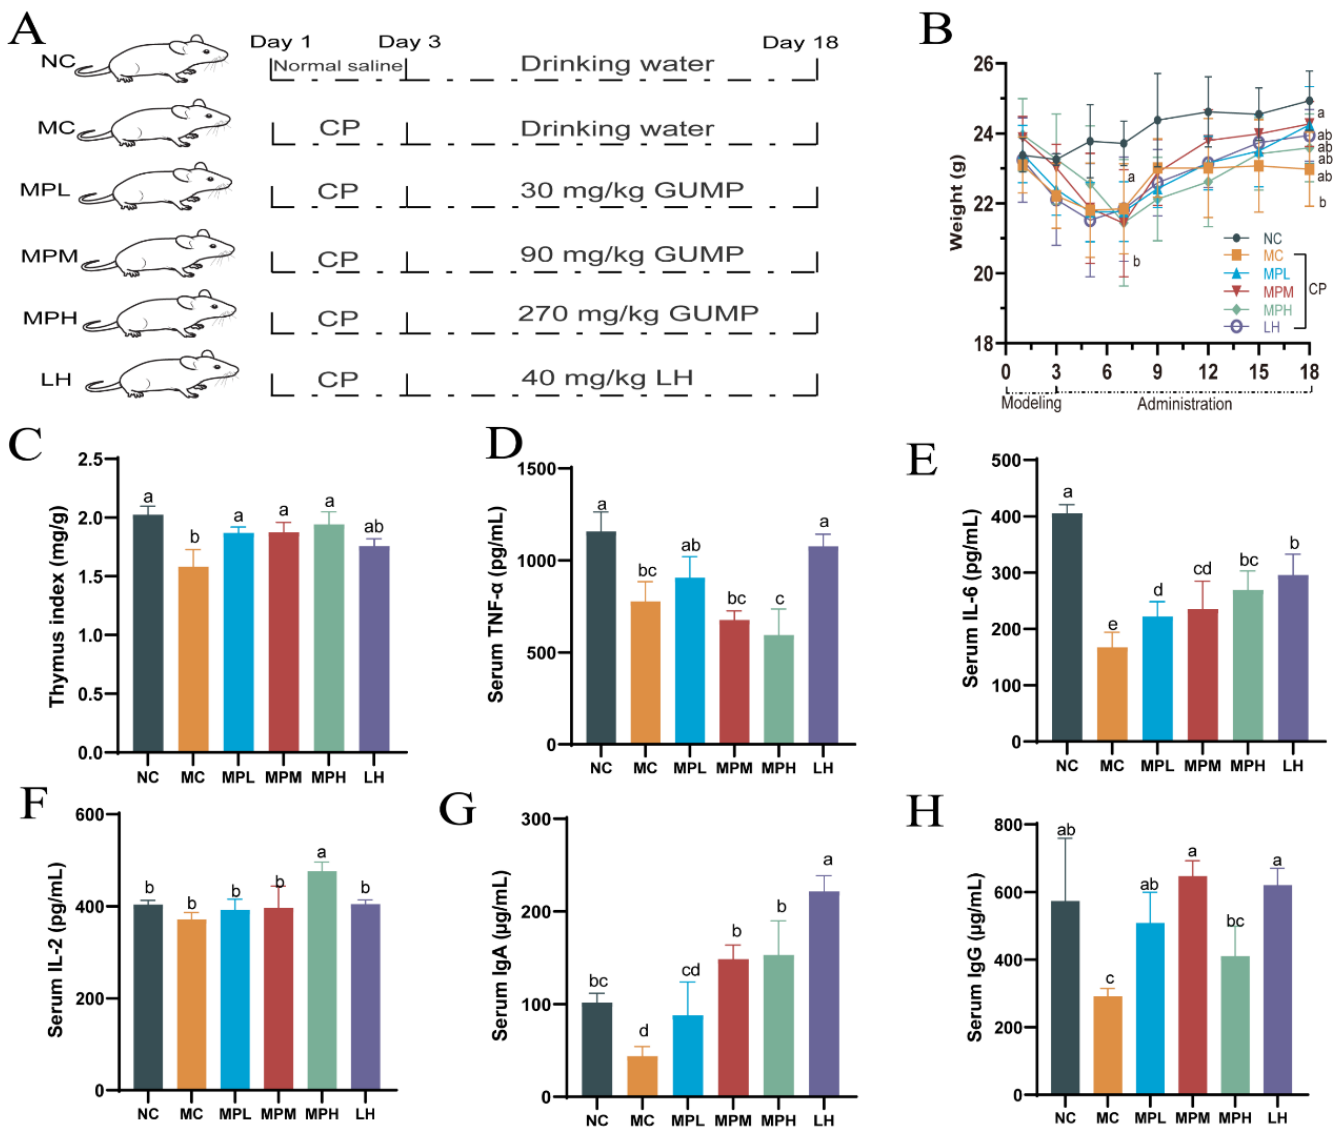 A
NC
Day 1
Day 3
Day 18
Normal saline
Drinking water
MC
CP
Drinking water
MPL
CP
30 mg/kg GUMP
MPM
CP
90 mg/kg GUMP
MPH
CP
270 mg/kg GUMP
LH
CP
40 mg/kg LH
B
Weight (g)
26
24
22
20
18
0 3 6 9 12 15 18
Modeling
Administration
a
b
a
ab
ab
ab
ab
b
NC
MC
MPL
MPM
MPH
LH
CP
C
Thymus index (mg/g)
2.5
2.0
1.5
1.0
0.5
0.0
a b a a a ab
NC MC MPL MPM MPH LH
D
Serum TNF-α (pg/mL)
1500
1000
500
0
a bc ab bc c a
NC MC MPL MPM MPH LH
E
Serum IL-6 (pg/mL)
500
400
300
200
100
0
a e d cd bc b
NC MC MPL MPM MPH LH
F
Serum IL-2 (pg/mL)
600
400
200
0
b b b b a b
NC MC MPL MPM MPH LH
G
Serum IgA (μg/mL)
300
200
100
0
bc d cd b b a
NC MC MPL MPM MPH LH
H
Serum IgG (μg/mL)
800
600
400
200
0
ab c ab a bc a
NC MC MPL MPM MPH LH